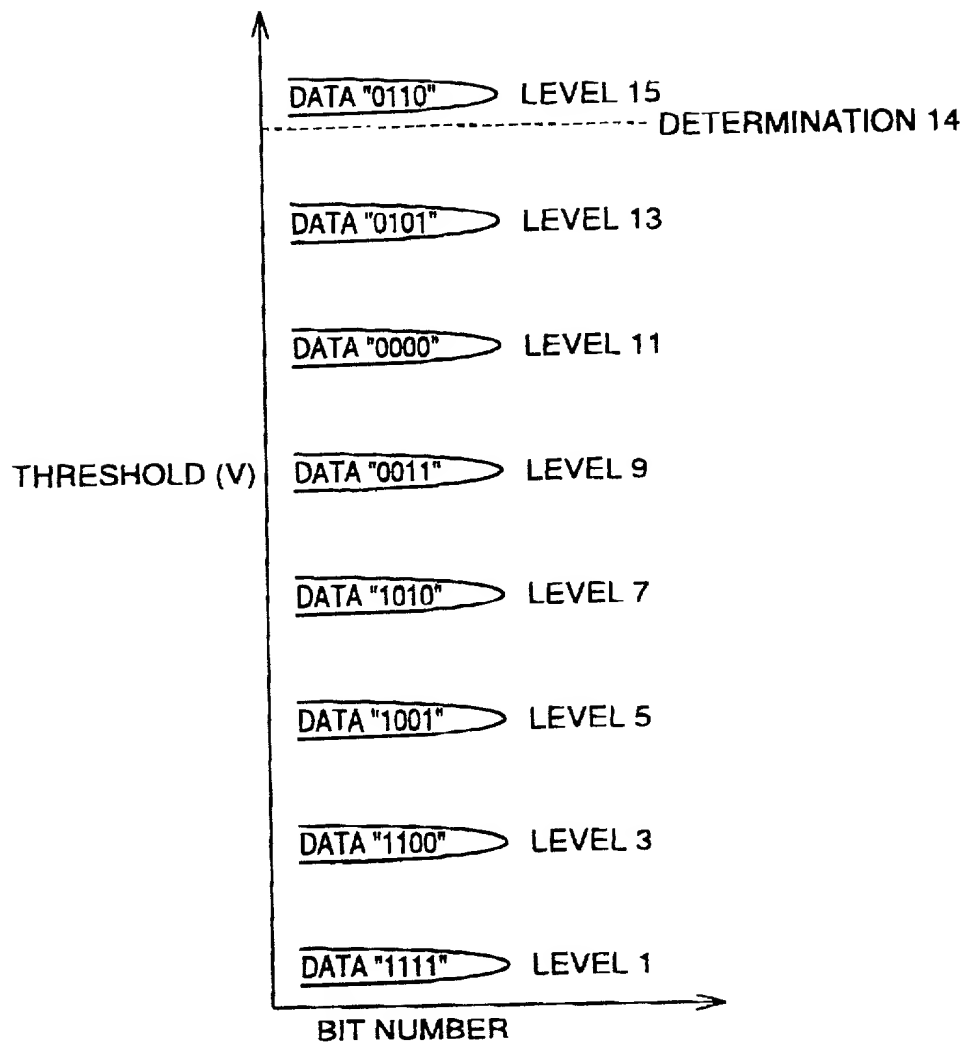 DATA "0110" LEVEL 15
DETERMINATION 14
DATA "0101" LEVEL 13
DATA "0000" LEVEL 11
THRESHOLD (V)
DATA "0011" LEVEL 9
DATA "1010" LEVEL 7
DATA "1001" LEVEL 5
DATA "1100" LEVEL 3
DATA "1111" LEVEL 1
BIT NUMBER